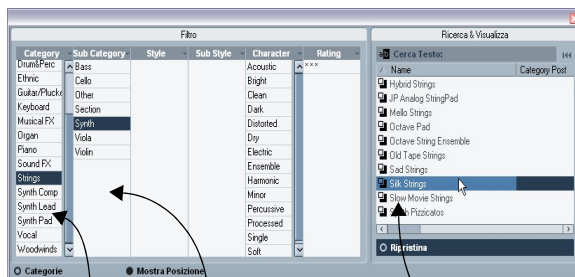 Filtro
Ricerca & Visualizza
Category
Sub Category
Style
Sub Style
Character
Rating
Drum&Perc
Ethnic
Guitar/Plucke
Keyboard
Musical FX
Organ
Piano
Sound FX
Strings
Synth Comp
Synth Lead
Synth Pad
Vocal
Woodwinds
Bass
Cello
Other
Section
Synth
Viola
Violin
Acoustic
Bright
Clean
Dark
Distorted
Dry
Electric
Ensemble
Harmonic
Minor
Percussive
Processed
Single
Soft
×××
Cerca Testo:
Name
Category Post
Hybrid Strings
JP Analog StringPad
Mello Strings
Octave Pad
Octave String Ensemble
Old Tape Strings
Sad Strings
Silk Strings
Slow Movie Strings
Pizzicatos
Ripristina
Categorie
Mostra Posizione